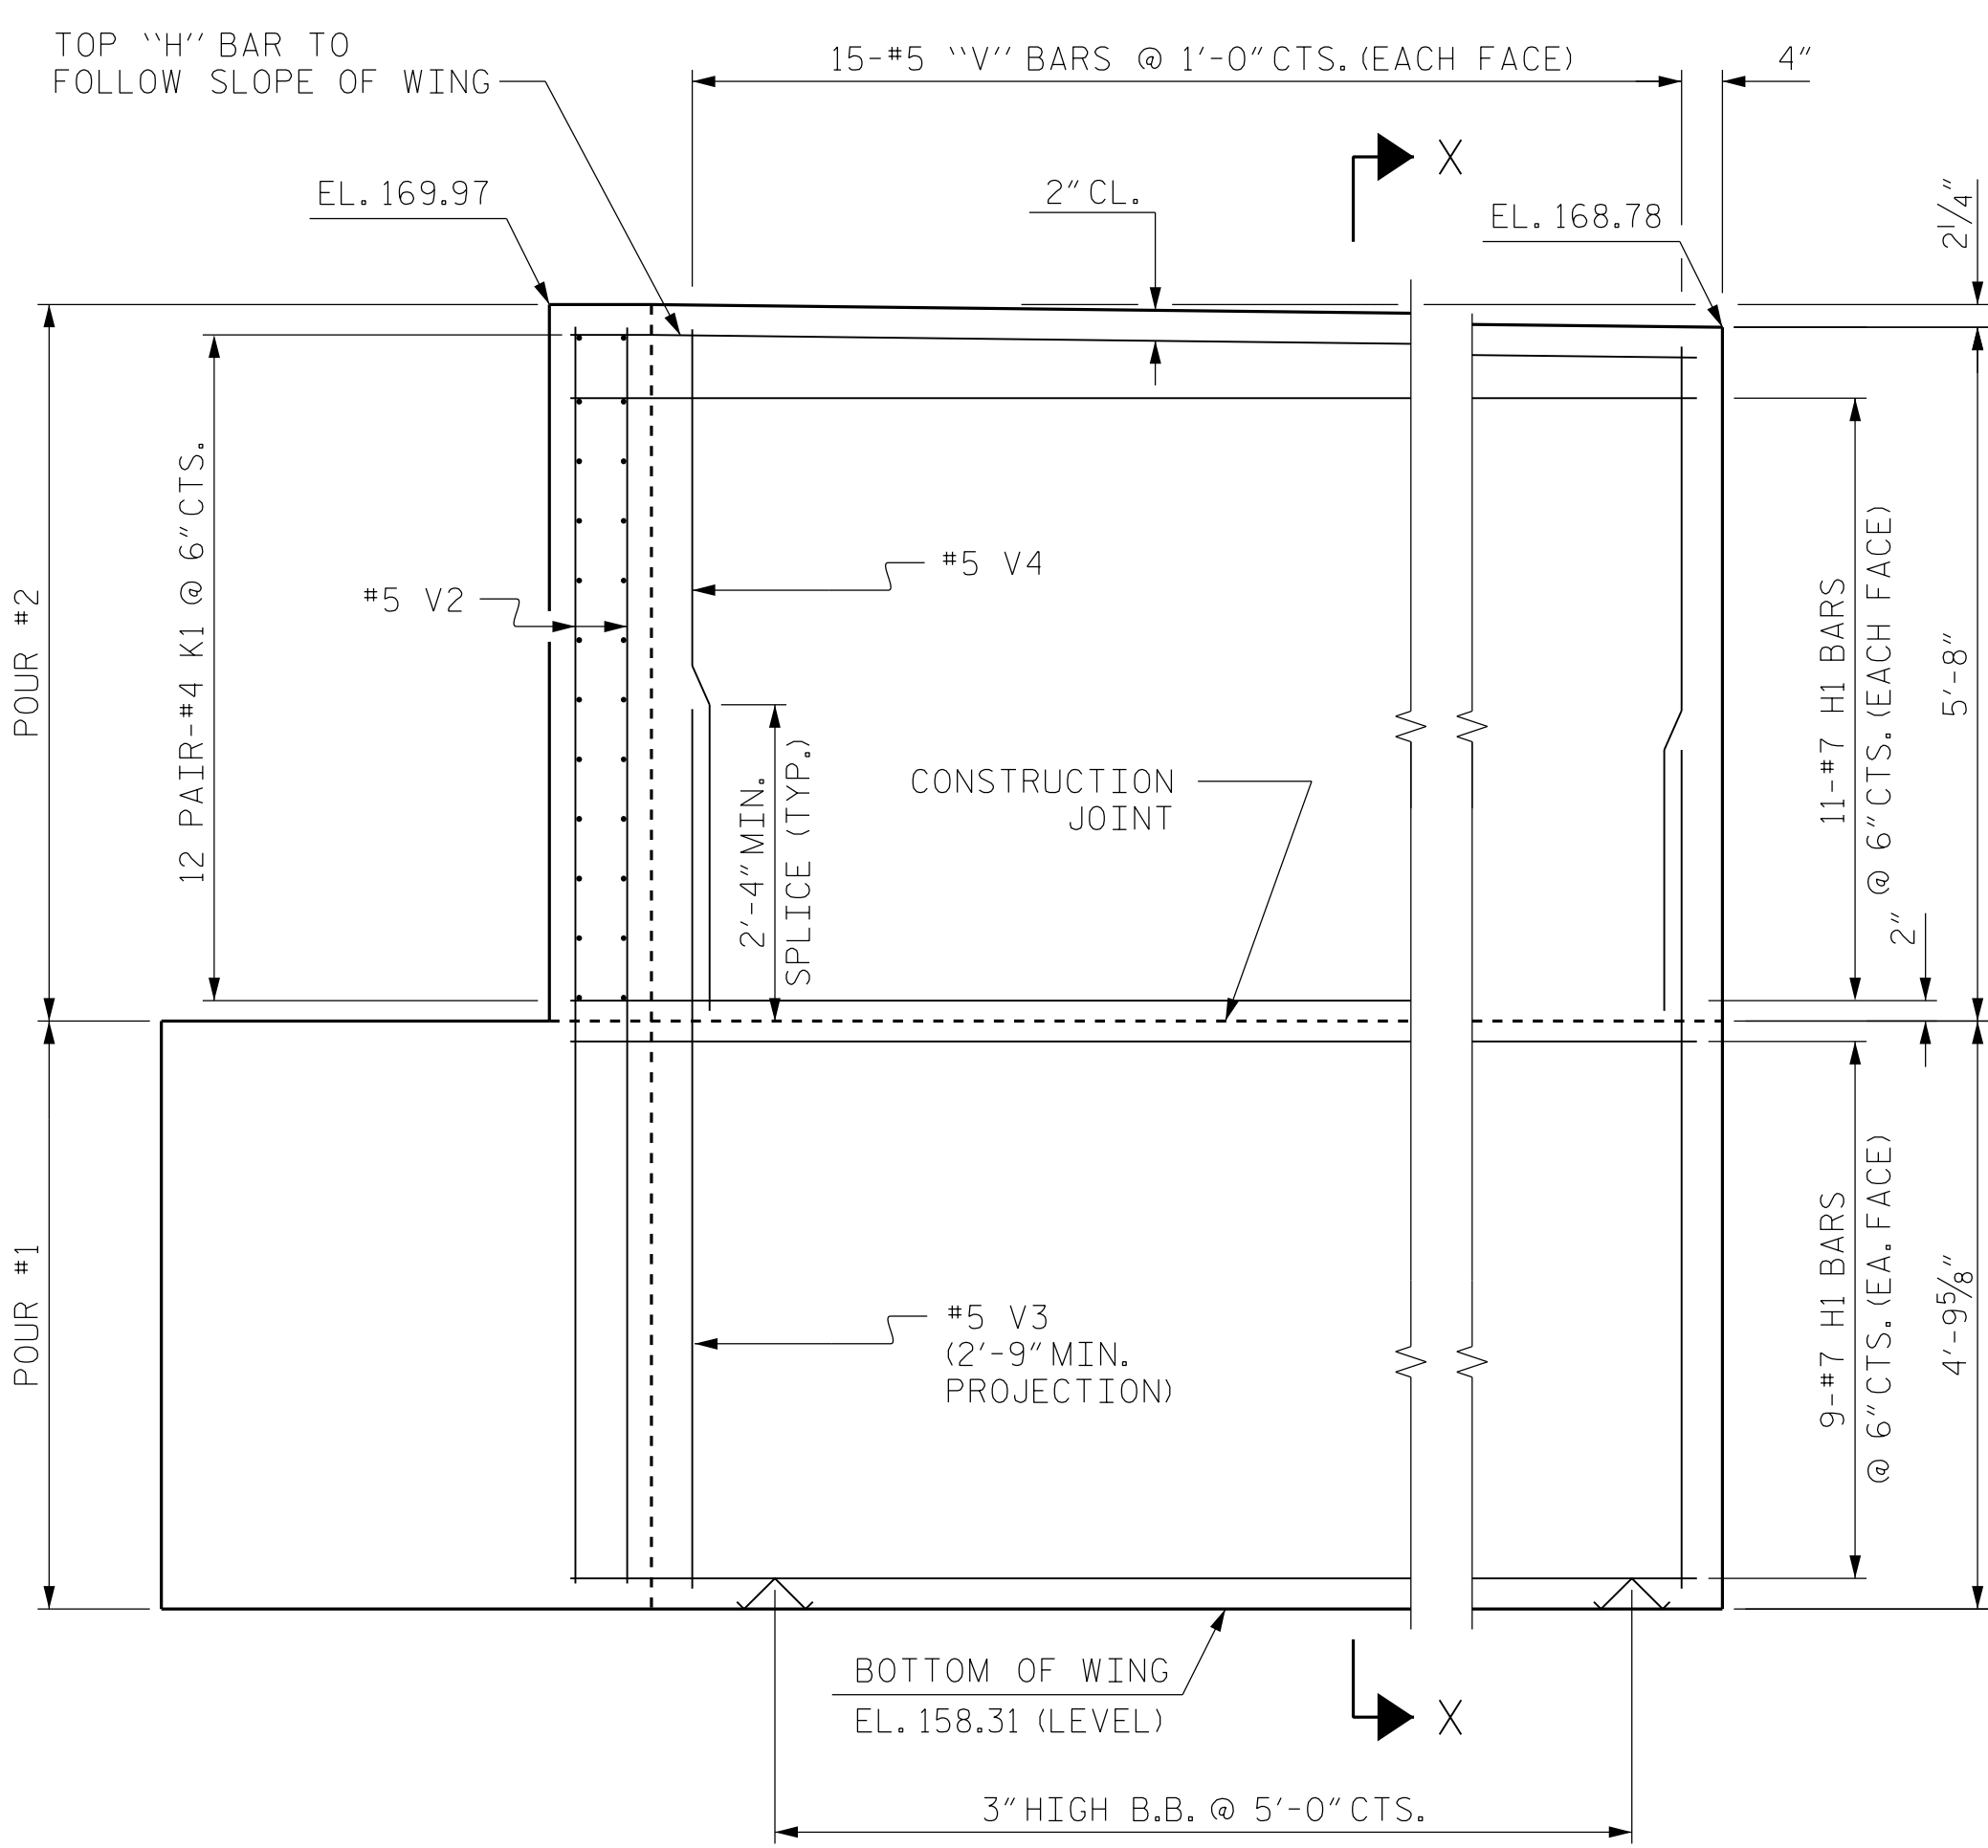 TOP "H" BAR TO
FOLLOW SLOPE OF WING
15-#5 "V" BARS @ 1'-0" CTS. (EACH FACE)
4"
X
EL. 169.97
2" CL.
EL. 168.78
2 1/4"
POUR #2
12 PAIR-#4 K1 @ 6" CTS.
#5 V2
#5 V4
2'-4" MIN.
SPLICE (TYP.)
CONSTRUCTION
JOINT
11-#7 H1 BARS
@ 6" CTS. (EACH FACE)
5'-8"
2"
POUR #1
#5 V3
(2'-9" MIN.
PROJECTION)
9-#7 H1 BARS
@ 6" CTS. (EA. FACE)
4'-9 5/8"
BOTTOM OF WING
EL. 158.31 (LEVEL)
X
3" HIGH B.B. @ 5'-0" CTS.